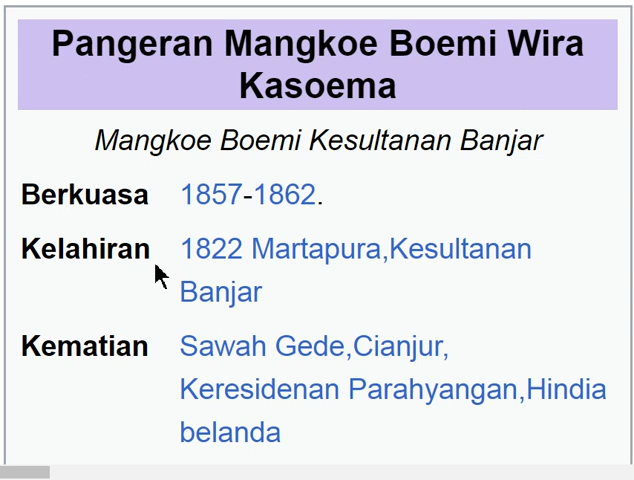 Pangeran Mangkoe Boemi Wira
Kasoema
Mangkoe Boemi Kesultanan Banjar
Berkuasa 1857-1862.
Kelahiran 1822 Martapura,Kesultanan
Banjar
Kematian Sawah Gede,Cianjur,
Keresidenan Parahyangan,Hindia
belanda